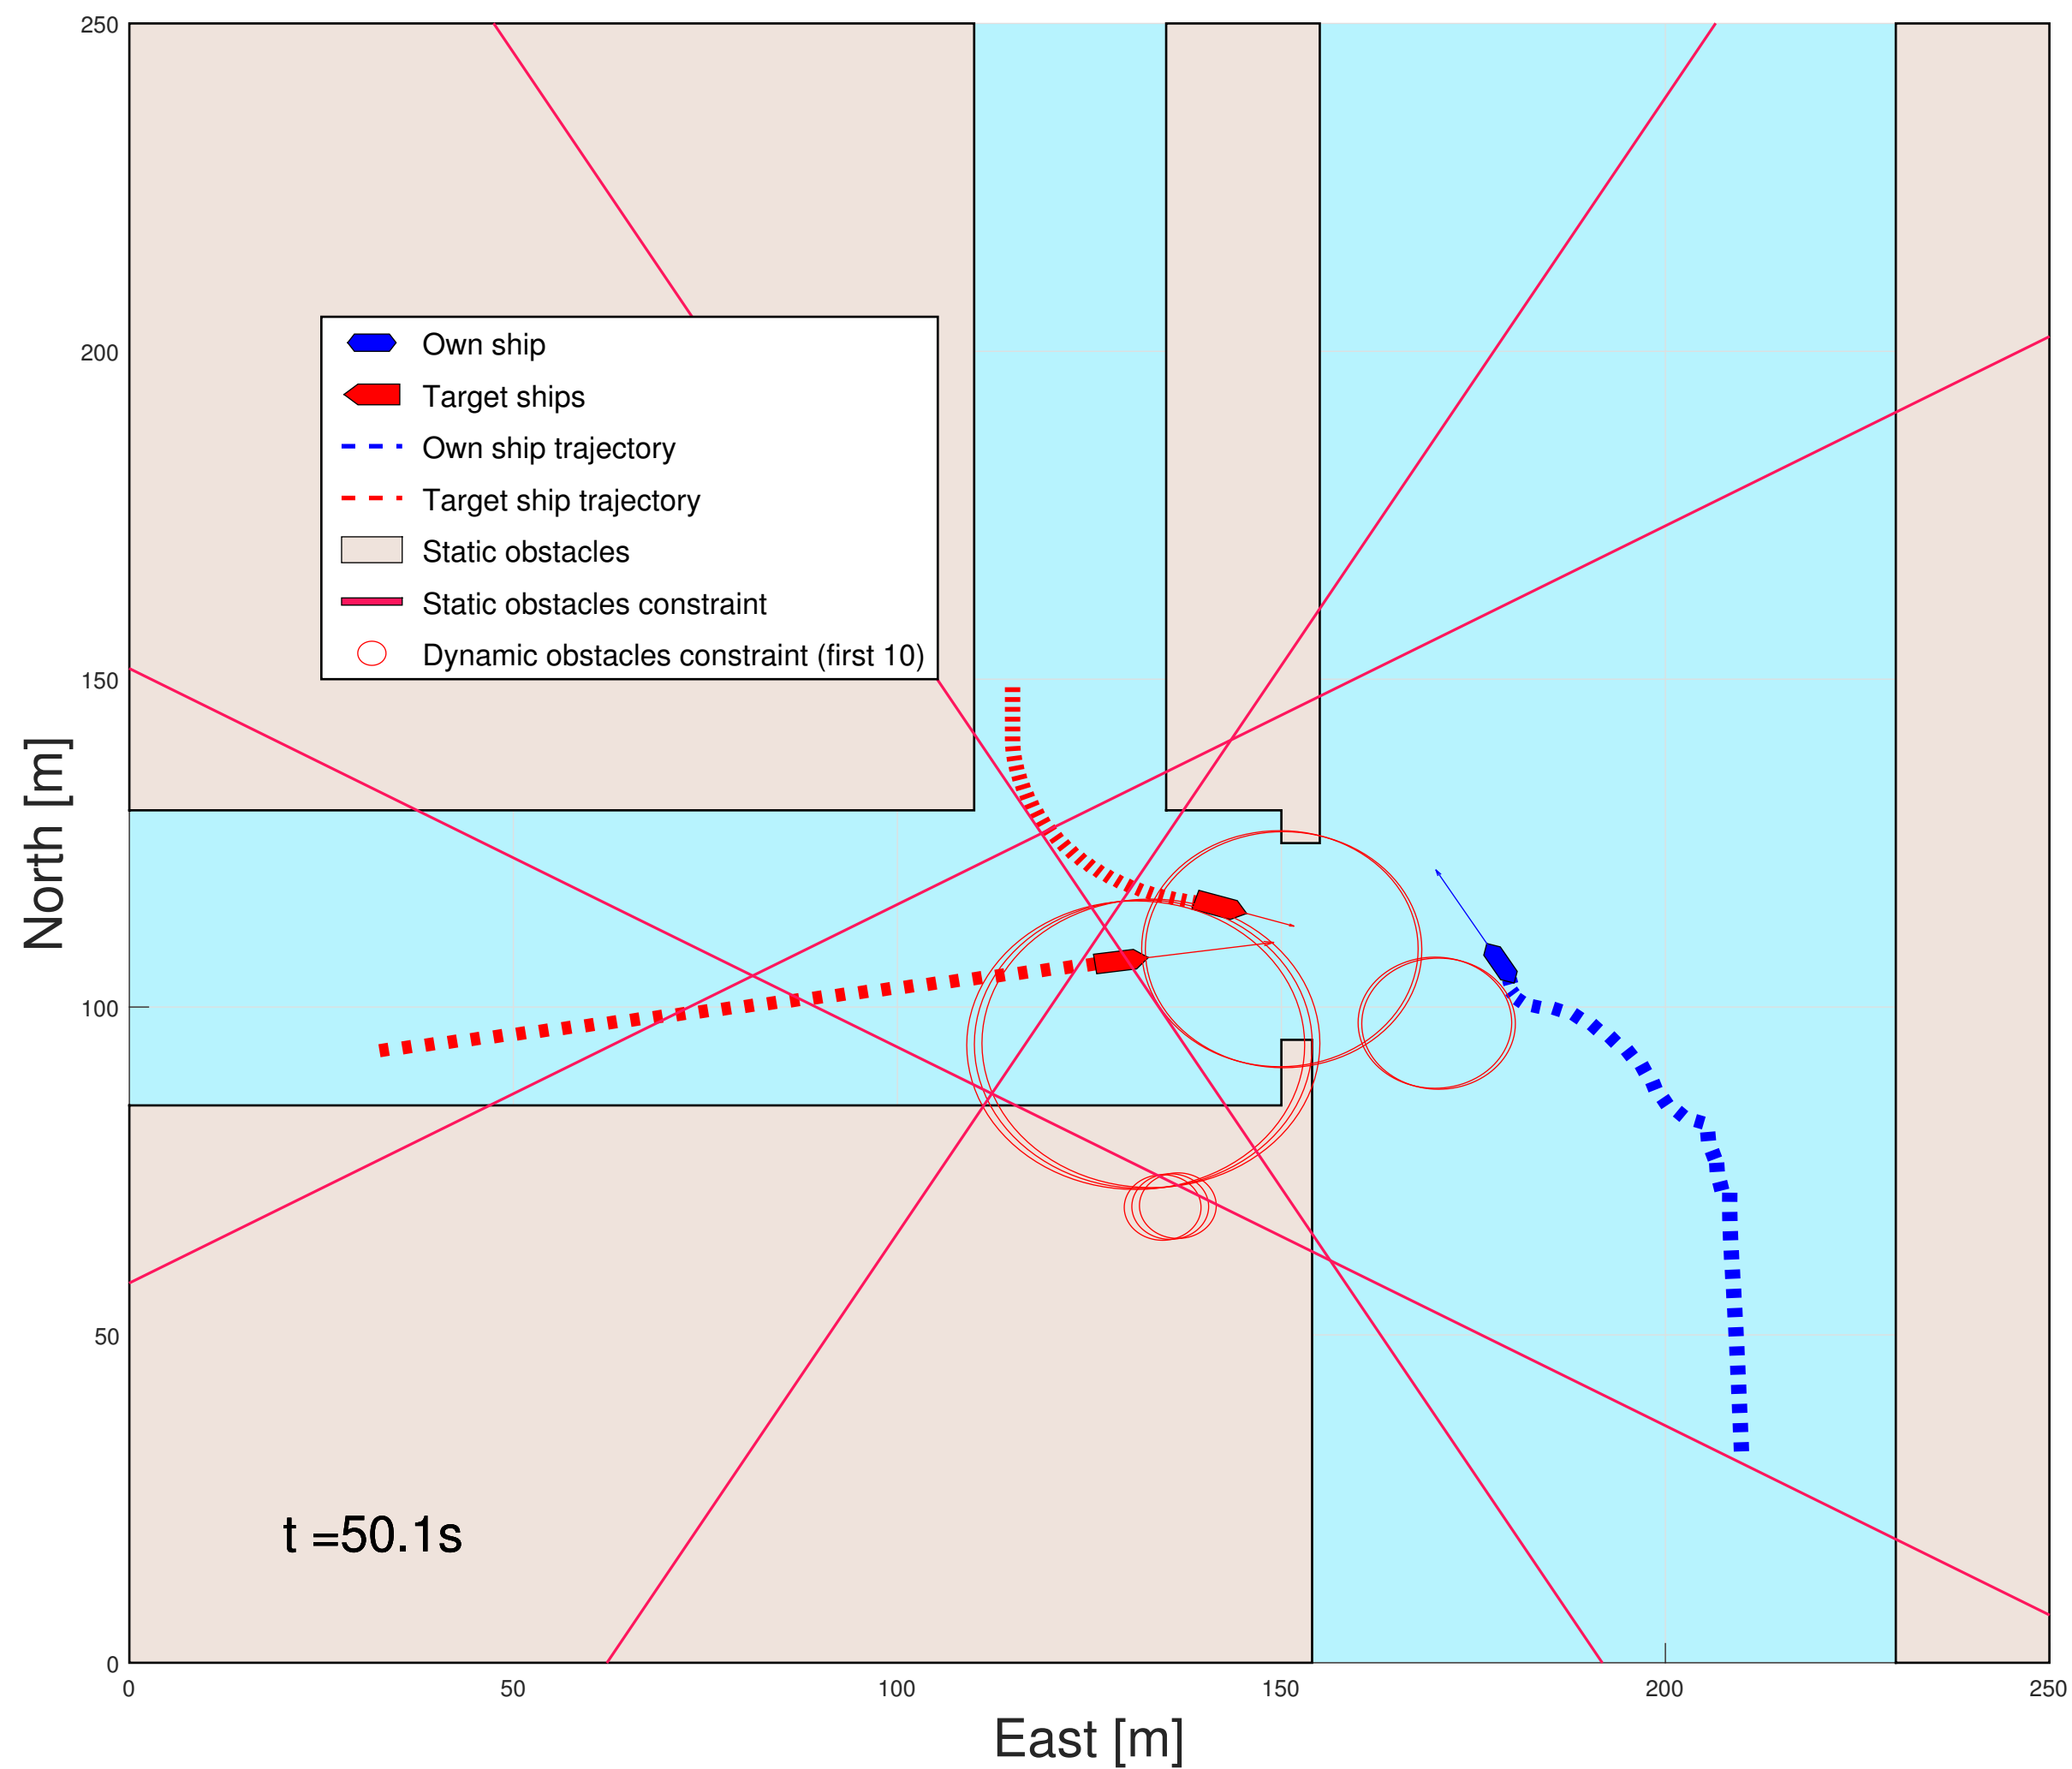 250
200
150
100
50
0
North [m]
Own ship
Target ships
Own ship trajectory
Target ship trajectory
Static obstacles
Static obstacles constraint
Dynamic obstacles constraint (first 10)
t =50.1s
0
50
100
150
200
250
East [m]